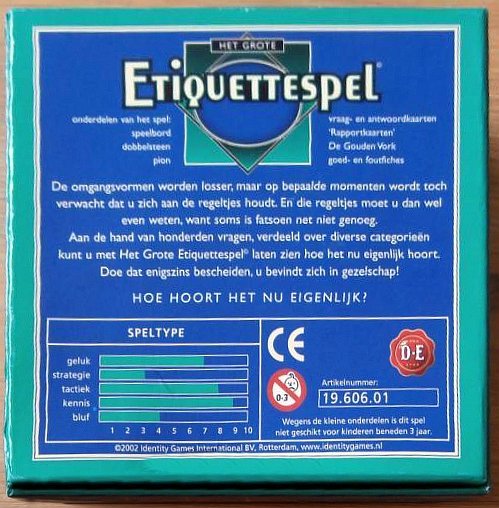 HET GROTE
ETIQUETTESPEL®
onderdelen van het spel:
speelbord
dobbelsteen
pion
vraag- en antwoordkaarten
'Rapportkaarten'
De Gouden Vork
goed- en foutfiches
De omgangsvormen worden losser, maar op bepaalde momenten wordt toch
verwacht dat u zich aan de regeltjes houdt. En die regeltjes moet u dan wel
even weten, want soms is fatsoen net niet genoeg.
Aan de hand van honderden vragen, verdeeld over diverse categorieën
kunt u met Het Grote Etiquettespel® laten zien hoe het nu eigenlijk hoort.
Doe dat enigszins bescheiden, u bevindt zich in gezelschap!
HOE HOORT HET NU EIGENLIJK?
SPELTYPE
geluk
strategie
tactiek
kennis
bluf
1 2 3 4 5 6 7 8 9 10
CE
0-3
D·E
Artikelnummer:
19.606.01
Wegens de kleine onderdelen is dit spel
niet geschikt voor kinderen beneden 3 jaar.
©2002 Identity Games International BV, Rotterdam, www.identitygames.nl